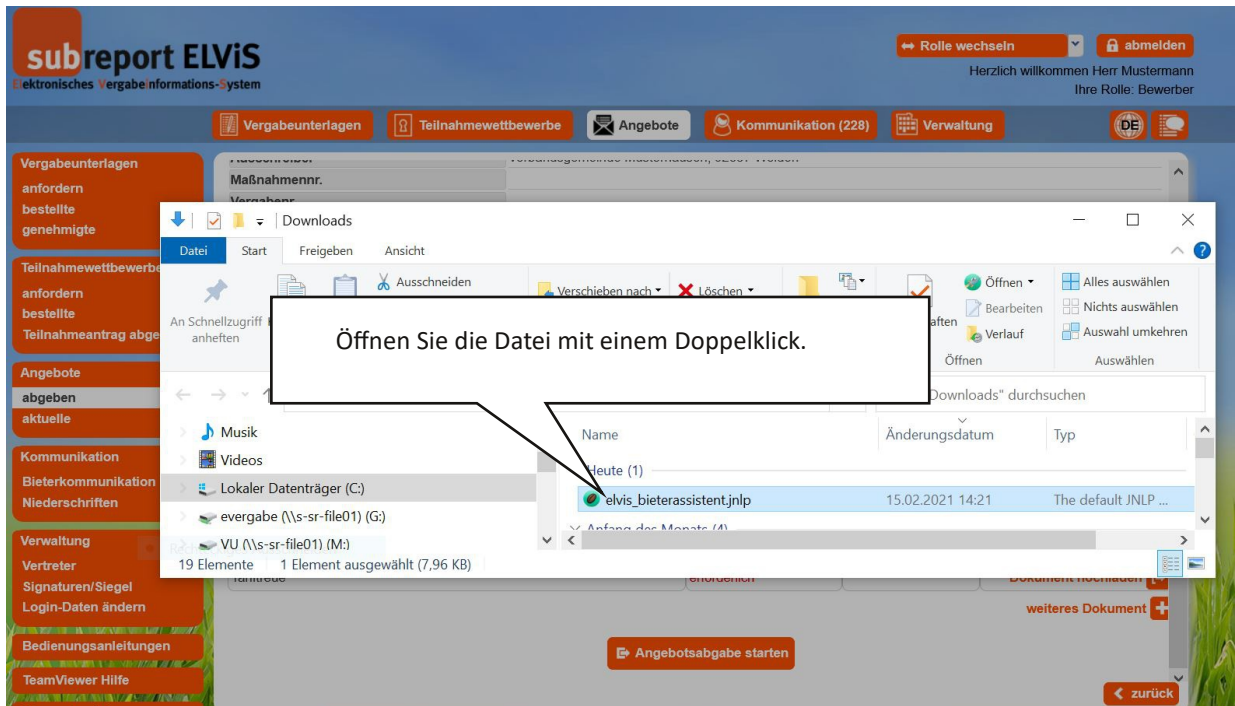 subreport ELViS
Elektronisches Vergabeinformations-System
Rolle wechseln
abmelden
Herzlich willkommen Herr Mustermann
Ihre Rolle: Bewerber
Vergabeunterlagen
Teilnahmewettbewerbe
Angebote
Kommunikation (228)
Verwaltung
DE
Vergabeunterlagen
anfordern
bestellte
genehmigte
Teilnahmewettbewerbe
anfordern
bestellte
Teilnahmeantrag abge
Angebote
abgeben
aktuelle
Kommunikation
Bieterkommunikation
Niederschriften
Verwaltung
Vertreter
Signaturen/Siegel
Login-Daten ändern
Bedienungsanleitungen
TeamViewer Hilfe
Maßnahmennr.
Vergabenr.
Downloads
Datei
Start
Freigeben
Ansicht
An Schnellzugriff
anheften
Ausschneiden
Verschieben nach
Löschen
Öffnen
Bearbeiten
Verlauf
Öffnen
Alles auswählen
Nichts auswählen
Auswahl umkehren
Auswählen
Öffnen Sie die Datei mit einem Doppelklick.
"Downloads" durchsuchen
Musik
Videos
Lokaler Datenträger (C:)
evergabe (\\s-sr-file01) (G:)
VU (\\s-sr-file01) (M:)
Name
Änderungsdatum
Typ
Heute (1)
elvis_bieterassistent.jnlp
15.02.2021 14:21
The default JNLP ...
Anfang des Monats (4)
19 Elemente
1 Element ausgewählt (7,96 KB)
Tariftreue
erforderlich
Dokument hochladen
weiteres Dokument
Angebotsabgabe starten
zurück